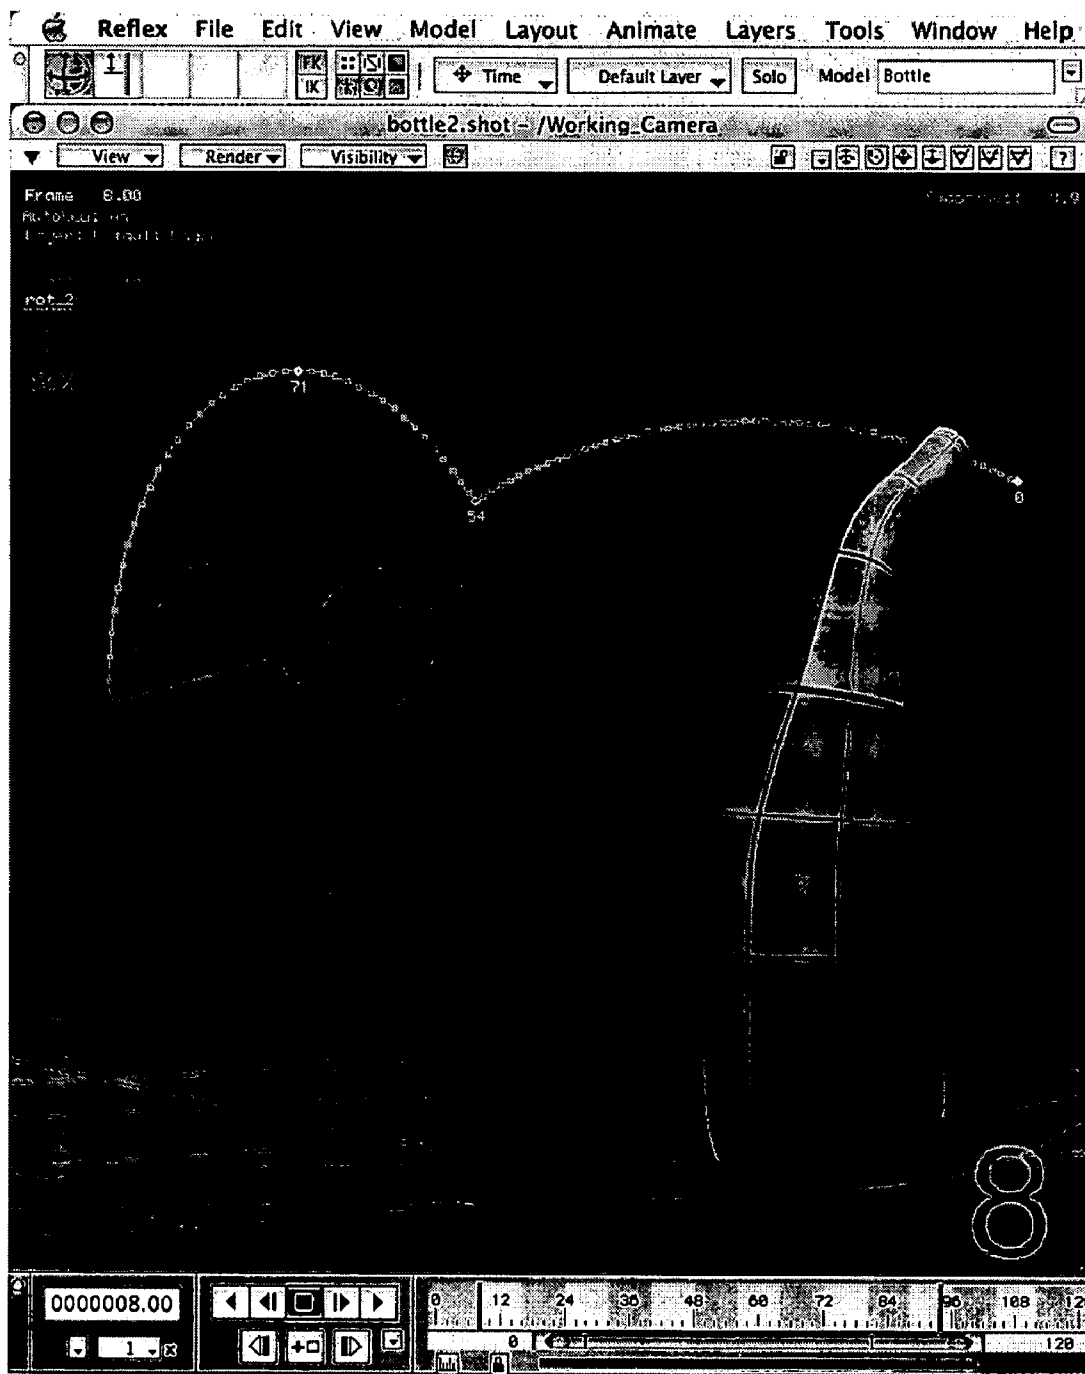 Reflex File Edit View Model Layout Animate Layers Tools Window Help
FK
IK
Time Default Layer Solo Model Bottle
bottle2.shot - /Working_Camera
View Render Visibility ?
Frame 8.00
rot_2
71
54
0
8
0000008.00
0 12 24 36 48 60 72 84 96 108 12
1
0 120